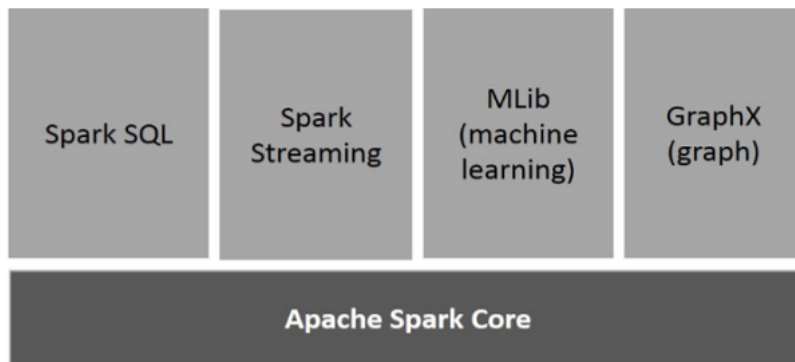 Spark SQL
Spark
Streaming
MLib
(machine
learning)
GraphX
(graph)
Apache Spark Core